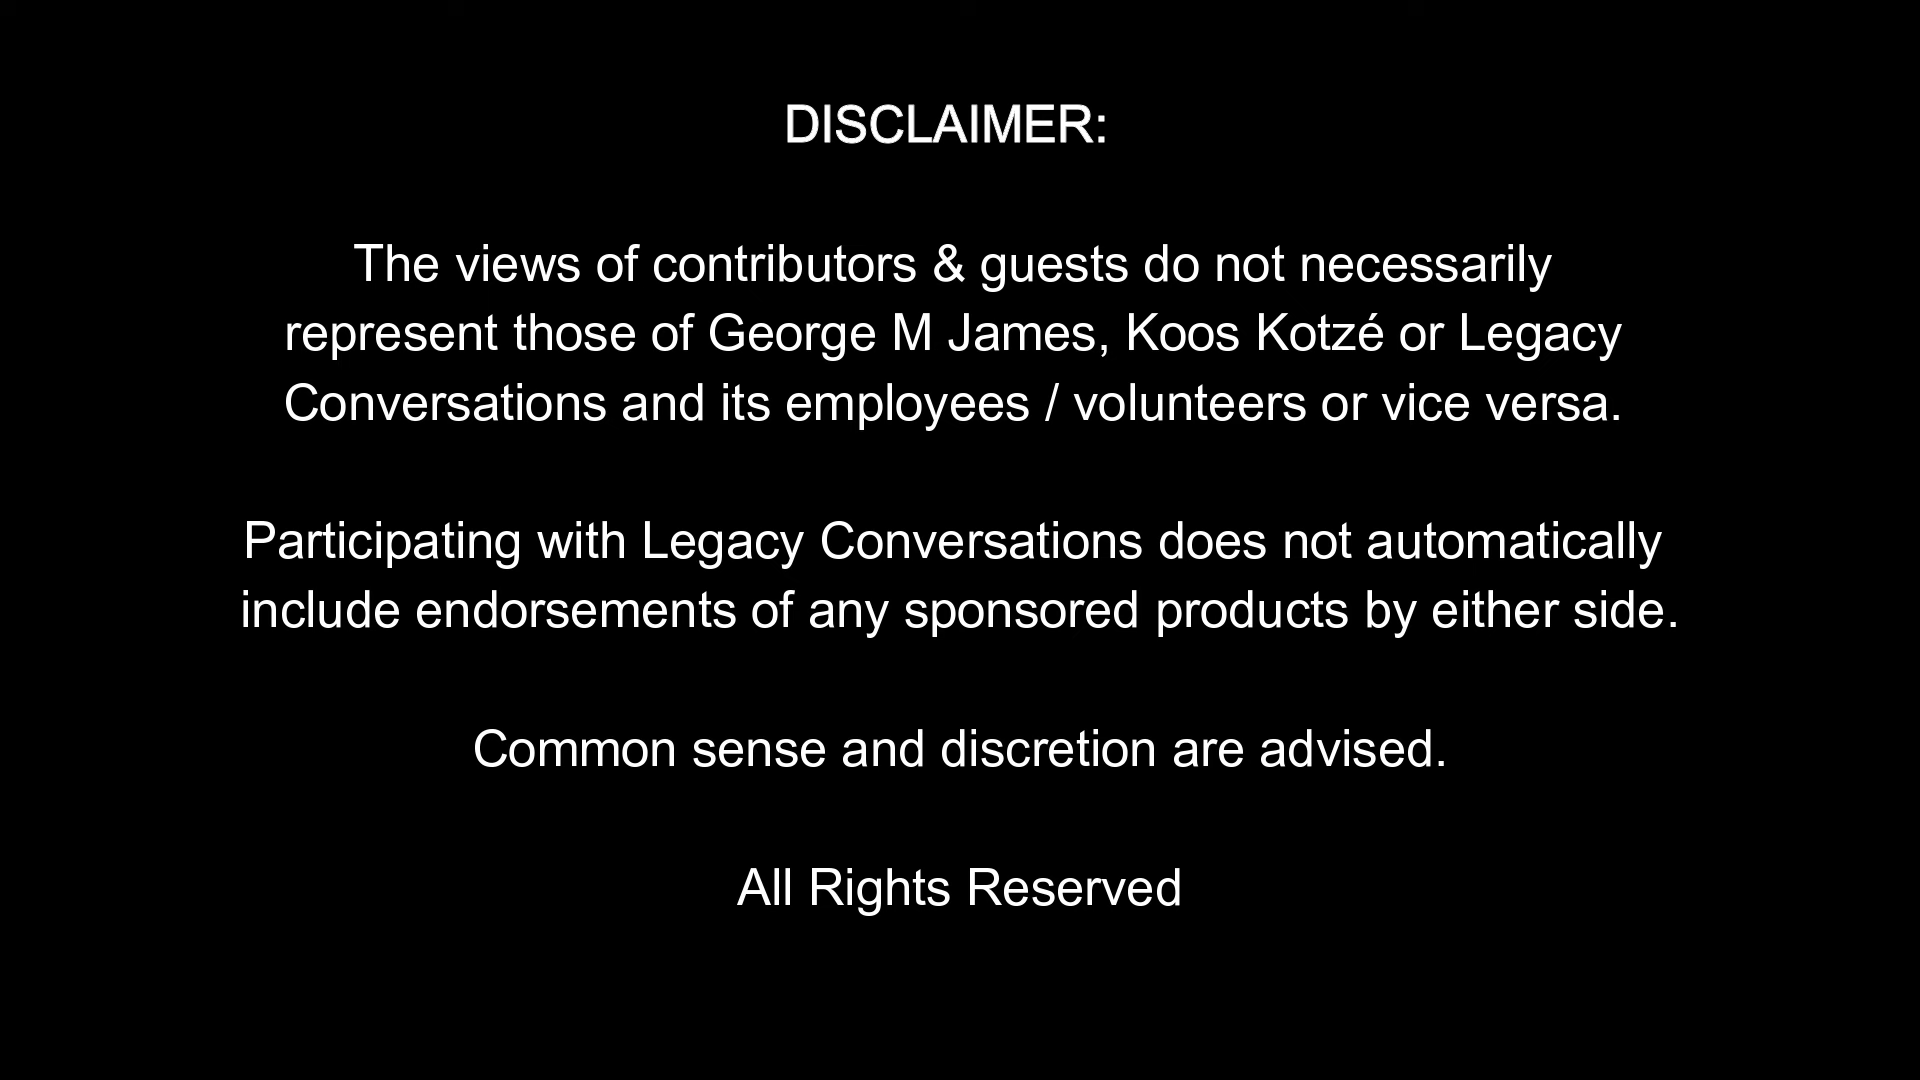 DISCLAIMER:
The views of contributors & guests do not necessarily
represent those of George M James, Koos Kotzé or Legacy
Conversations and its employees / volunteers or vice versa.
Participating with Legacy Conversations does not automatically
include endorsements of any sponsored products by either side.
Common sense and discretion are advised.
All Rights Reserved